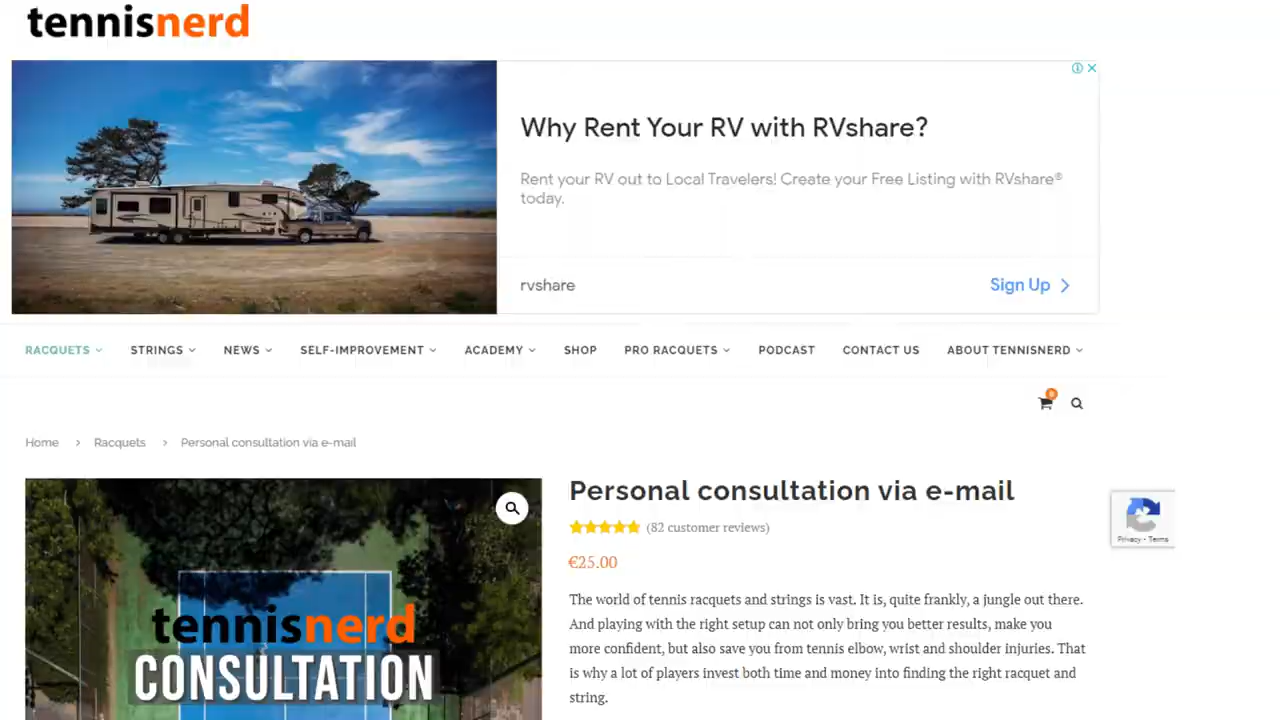 tennisnerd
Why Rent Your RV with RVshare?
Rent your RV out to Local Travelers! Create your Free Listing with RVshare®
today.
rvshare
Sign Up
RACQUETS
STRINGS
NEWS
SELF-IMPROVEMENT
ACADEMY
SHOP
PRO RACQUETS
PODCAST
CONTACT US
ABOUT TENNISNERD
0
Home
Racquets
Personal consultation via e-mail
Personal consultation via e-mail
(82 customer reviews)
€25.00
The world of tennis racquets and strings is vast. It is, quite frankly, a jungle out there.
And playing with the right setup can not only bring you better results, make you
more confident, but also save you from tennis elbow, wrist and shoulder injuries. That
is why a lot of players invest both time and money into finding the right racquet and
string.
tennisnerd
CONSULTATION
Privacy - Terms